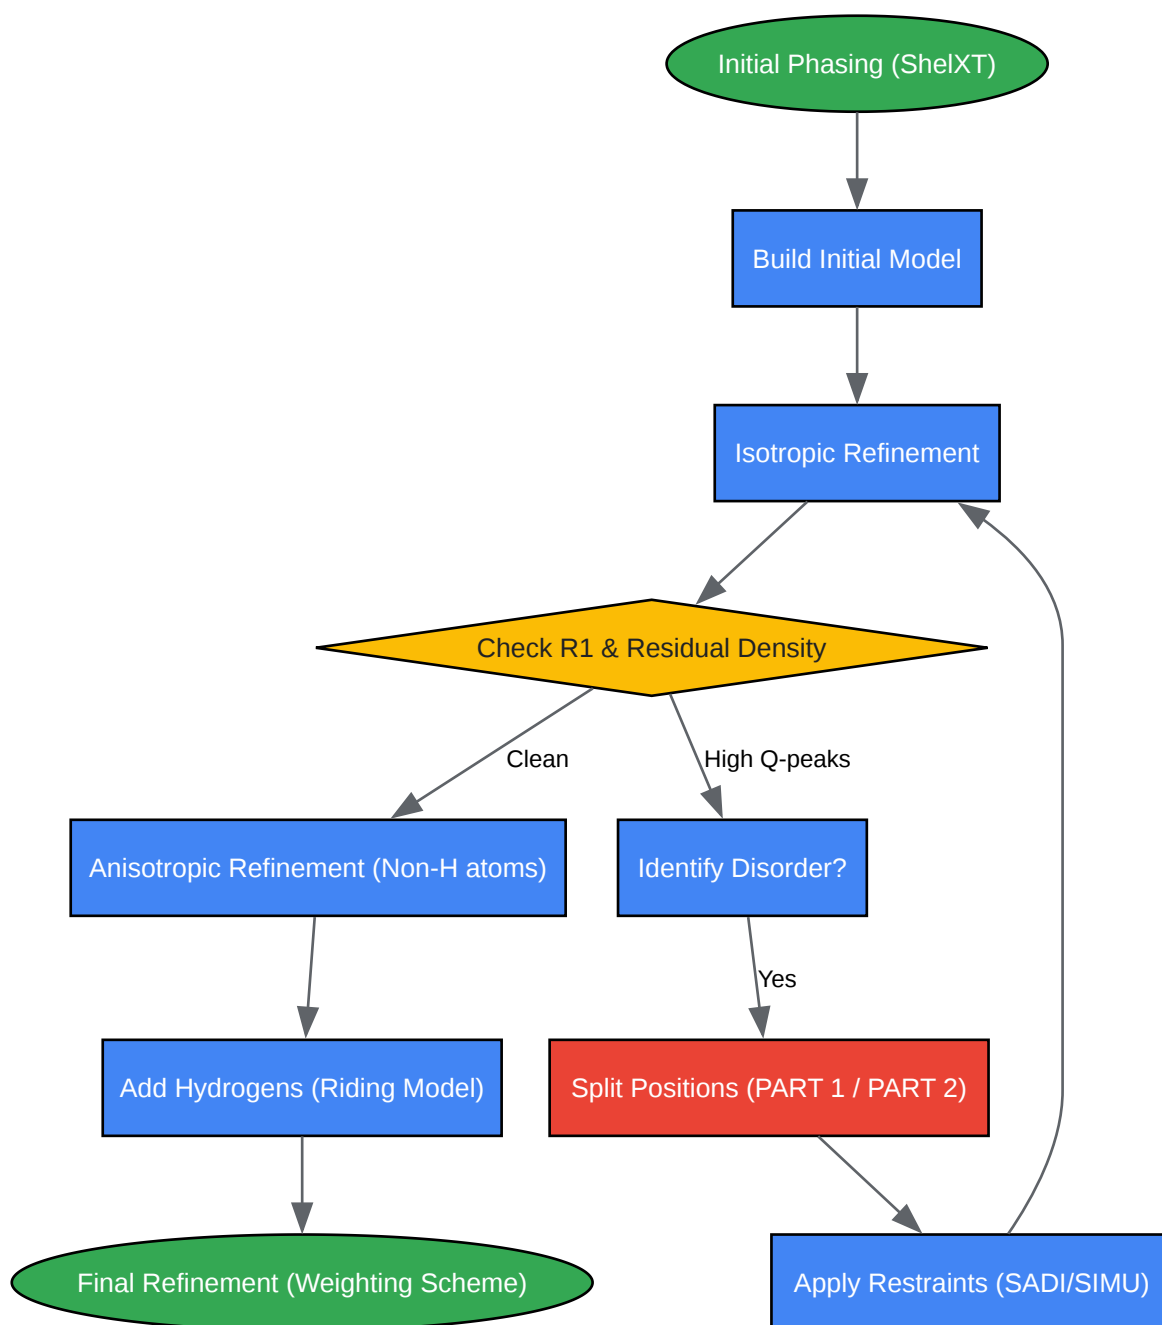 Initial Phasing (ShelXT)
Build Initial Model
Isotropic Refinement
Check R1 & Residual Density
Clean
High Q-peaks
Anisotropic Refinement (Non-H atoms)
Identify Disorder?
Yes
Add Hydrogens (Riding Model)
Split Positions (PART 1 / PART 2)
Final Refinement (Weighting Scheme)
Apply Restraints (SADI/SIMU)